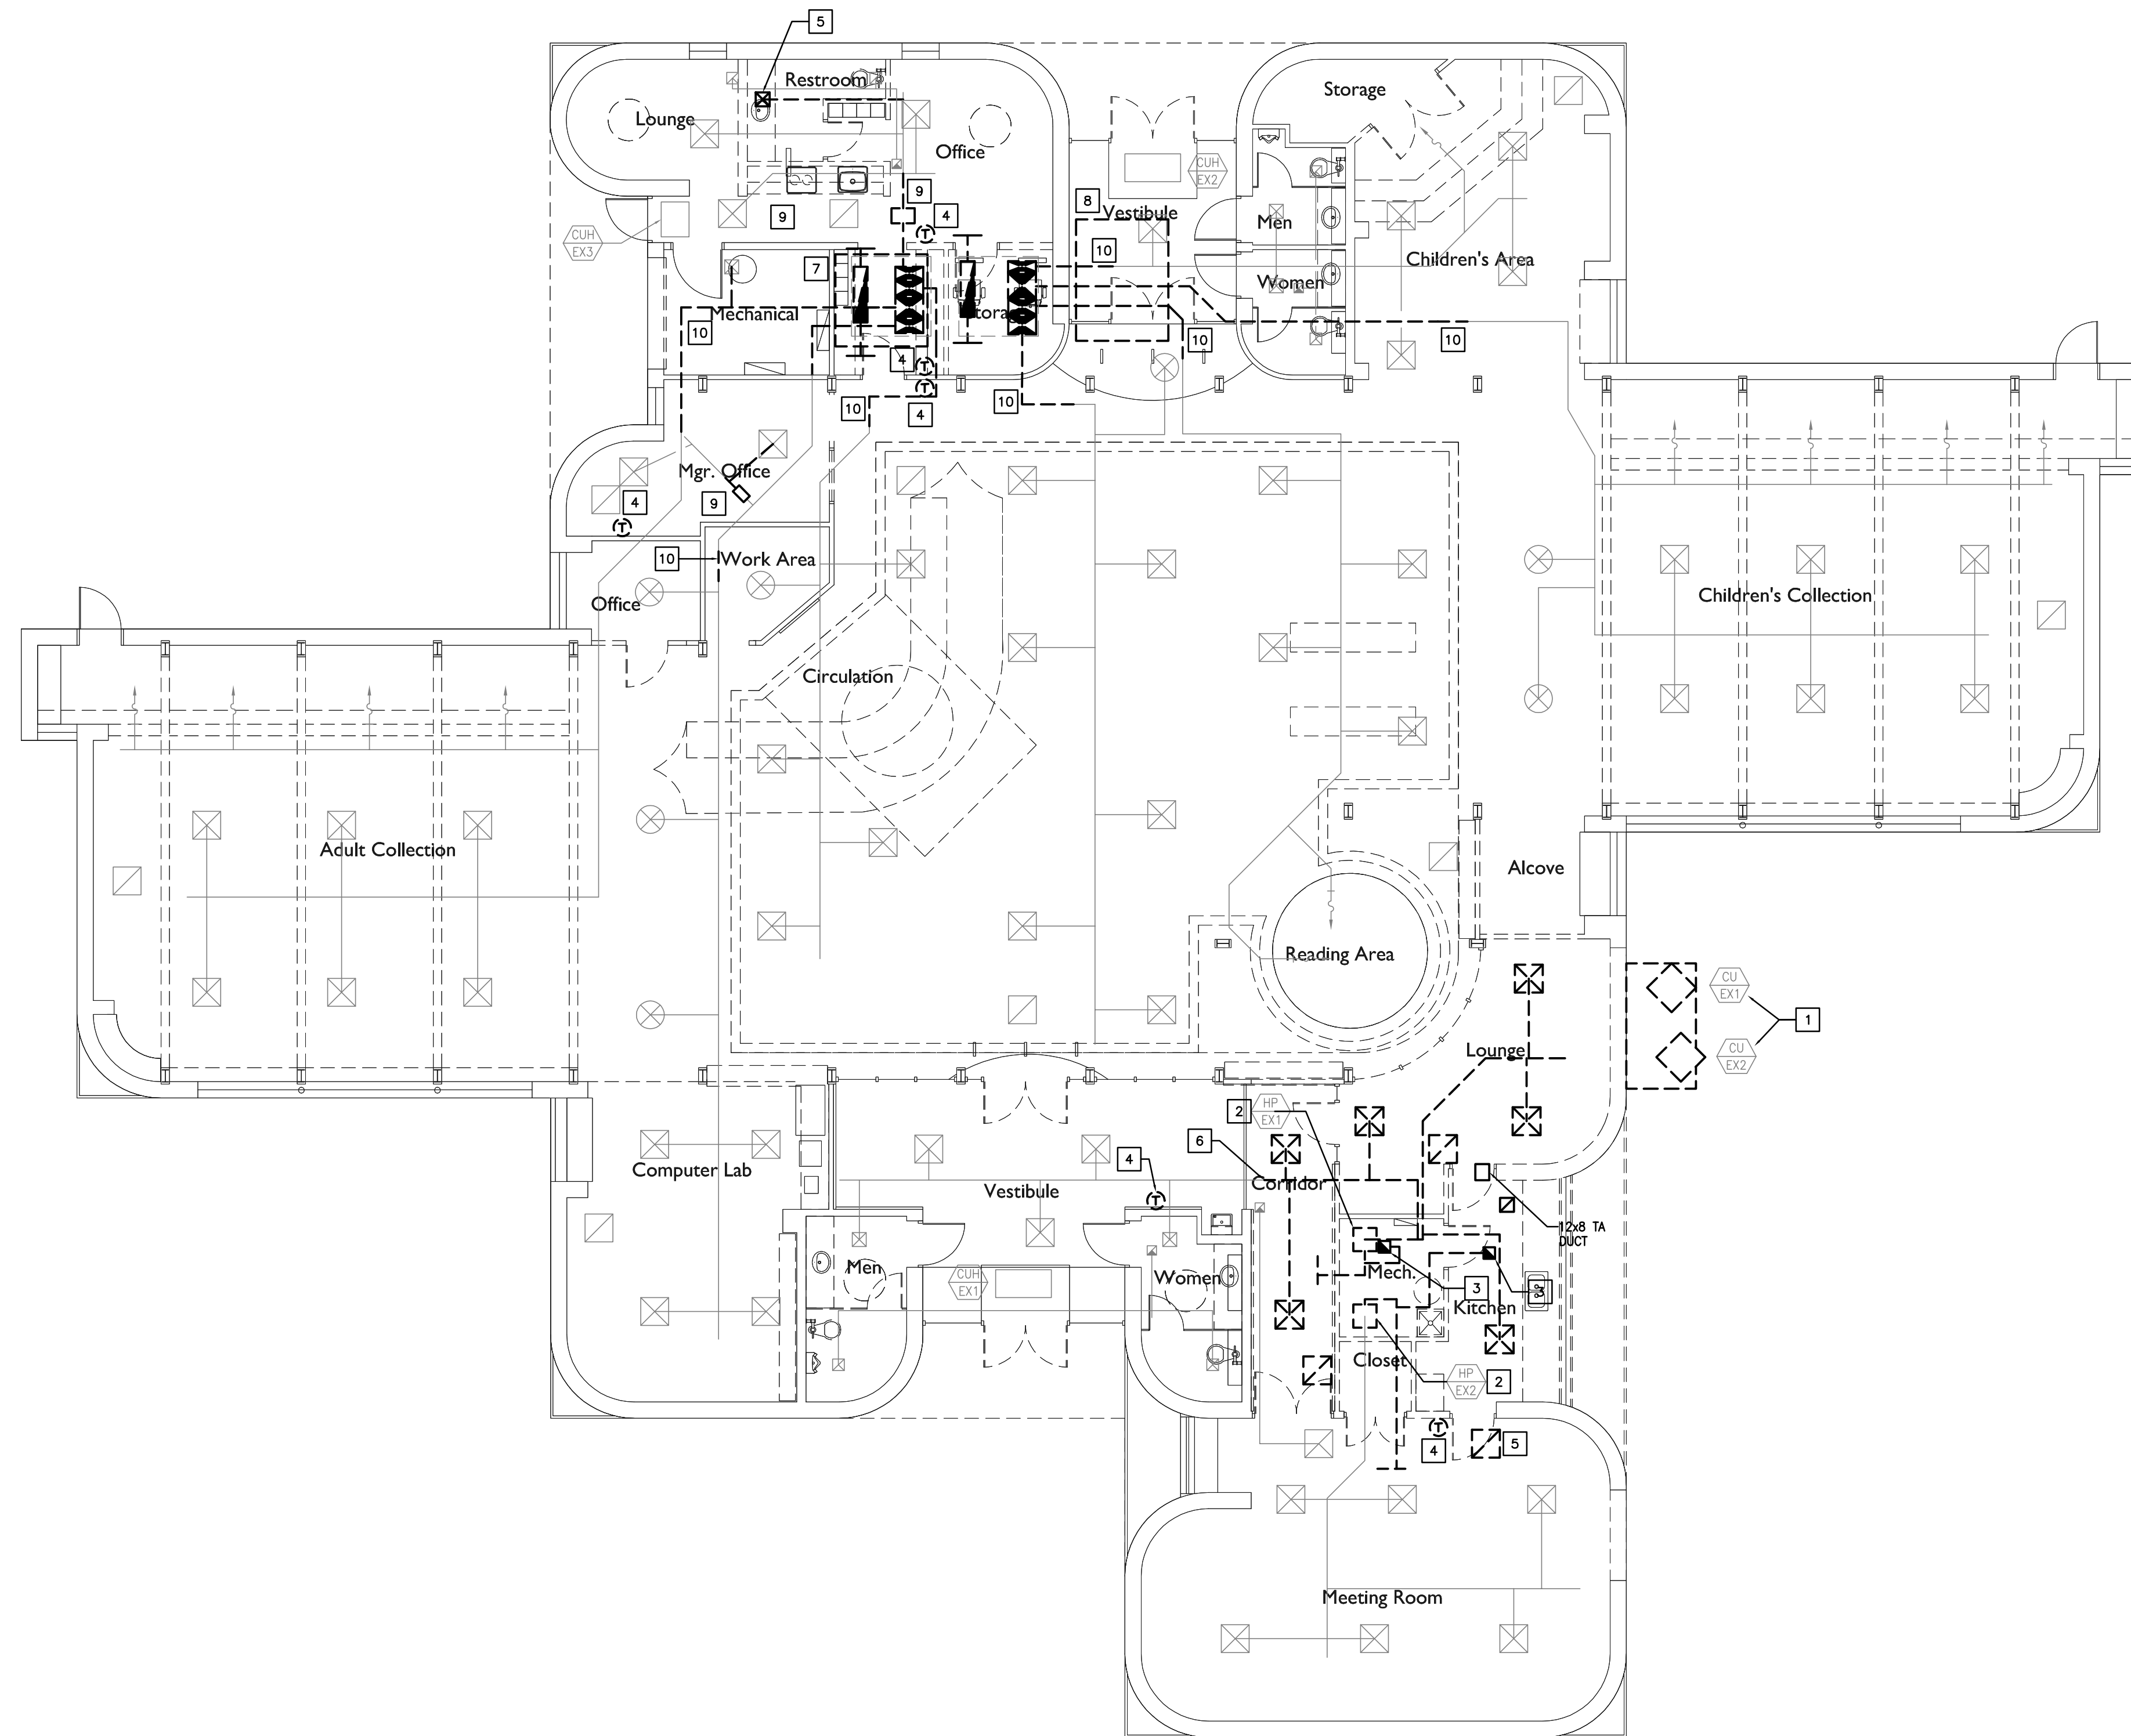 5
Restroom
Storage
Lounge
Office
CUH
EX2
9
4
8
Vestibule
9
Men
CUH
EX3
10
Children's Area
7
Women
Mechanical
Storage
10
10
10
4
10
10
4
Mgr. Office
4
9
10
Work Area
Children's Collection
Office
Circulation
Adult Collection
Alcove
Reading Area
CU
EX1
1
Lounge
CU
EX2
2
HP
EX1
6
4
Computer Lab
Corridor
Vestibule
12x8 TA
DUCT
Men
CUH
EX1
Women
Mech.
3
3
Kitchen
Closet
HP
EX2
2
4
5
Meeting Room
T
T
T
T
T
T